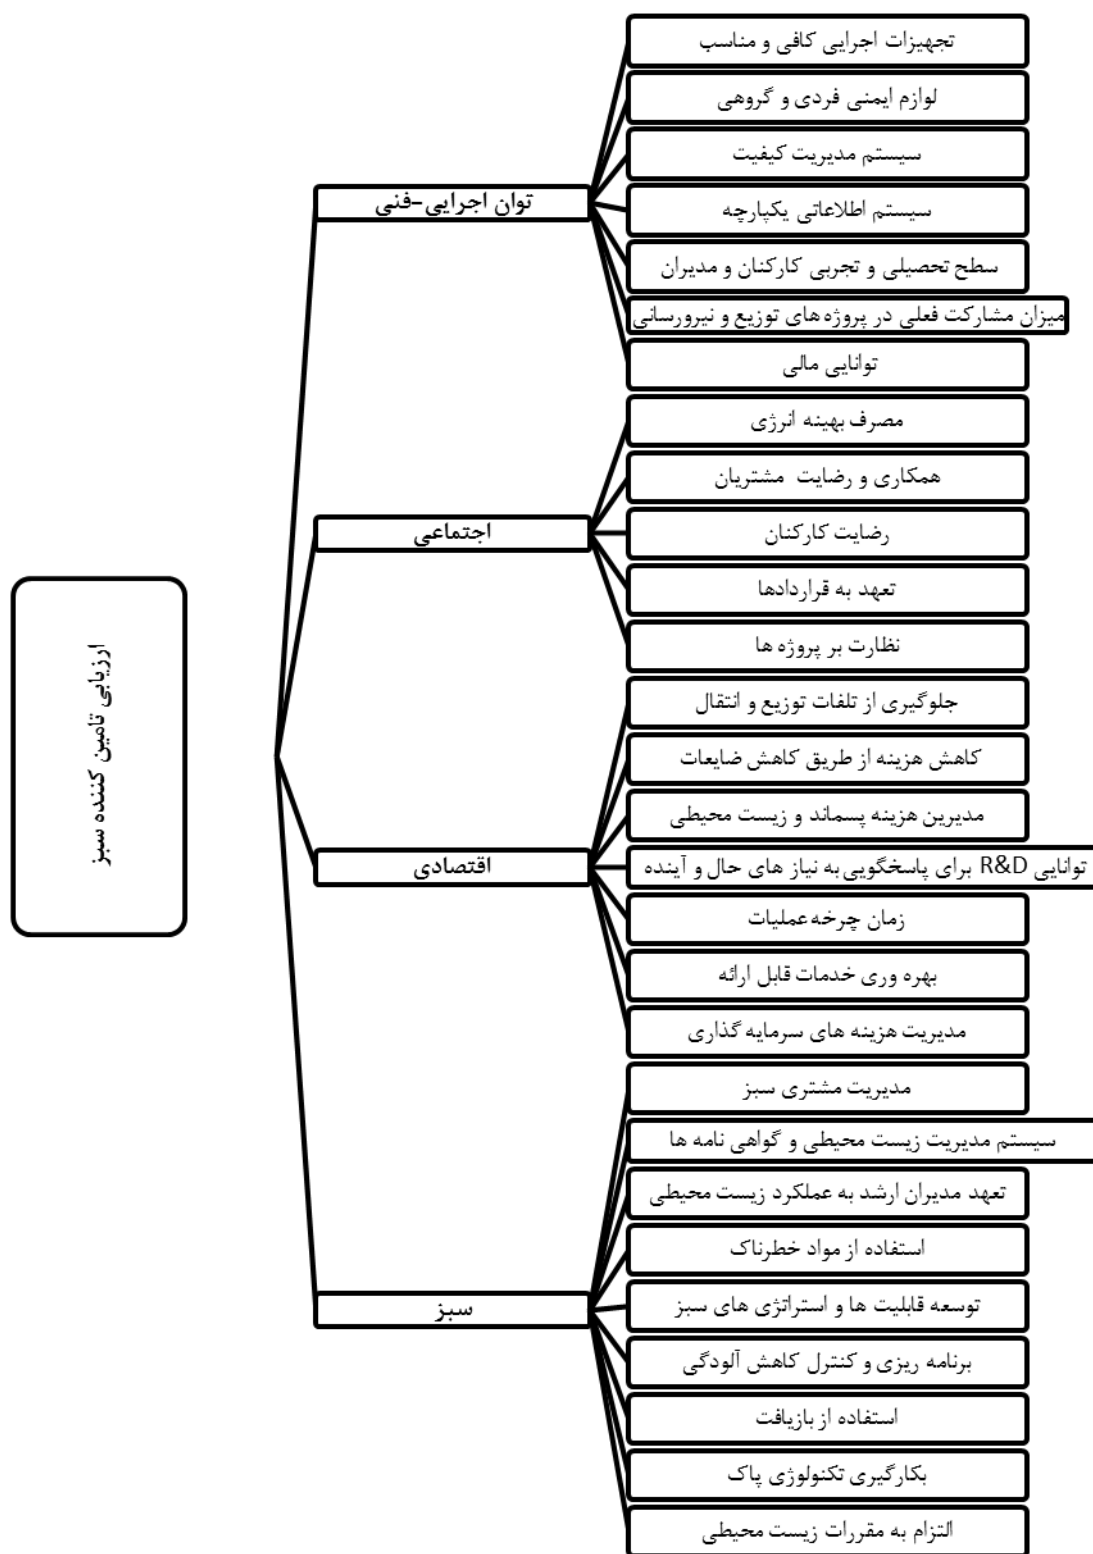 ارزیابی تامین کننده سبز
توان اجرایی-فنی
تجهیزات اجرایی کافی و مناسب
لوازم ایمنی فردی و گروهی
سیستم مدیریت کیفیت
سیستم اطلاعاتی یکپارچه
سطح تحصیلی و تجربی کارکنان و مدیران
میزان مشارکت فعلی در پروژه های توزیع و نیرورسانی
توانایی مالی
اجتماعی
مصرف بهینه انرژی
همکاری و رضایت مشتریان
رضایت کارکنان
تعهد به قراردادها
نظارت بر پروژه ها
اقتصادی
جلوگیری از تلفات توزیع و انتقال
کاهش هزینه از طریق کاهش ضایعات
مدیرین هزینه پسماند و زیست محیطی
توانایی R&D برای پاسخگویی به نیاز های حال و آینده
زمان چرخه عملیات
بهره وری خدمات قابل ارائه
مدیریت هزینه های سرمایه گذاری
سبز
مدیریت مشتری سبز
سیستم مدیریت زیست محیطی و گواهی نامه ها
تعهد مدیران ارشد به عملکرد زیست محیطی
استفاده از مواد خطرناک
توسعه قابلیت ها و استراتژی های سبز
برنامه ریزی و کنترل کاهش آلودگی
استفاده از بازیافت
بکارگیری تکنولوژی پاک
التزام به مقررات زیست محیطی